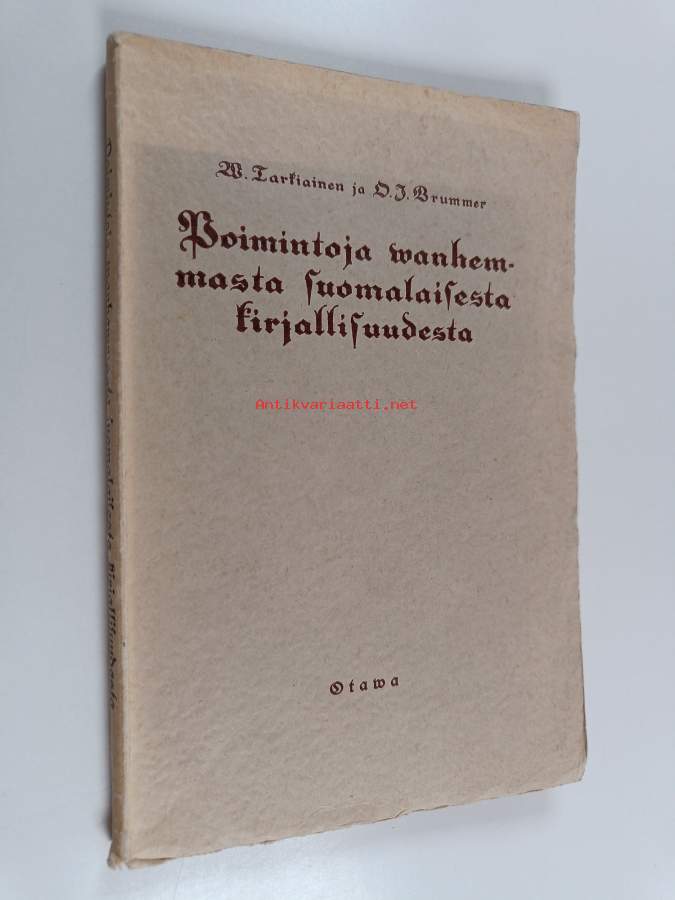 W. Tarkiainen ja O. J. Brummer
Poimintoja wanhem-
masta suomalaisesta
kirjallisuudesta
Antikvariaatti.net
Otawa